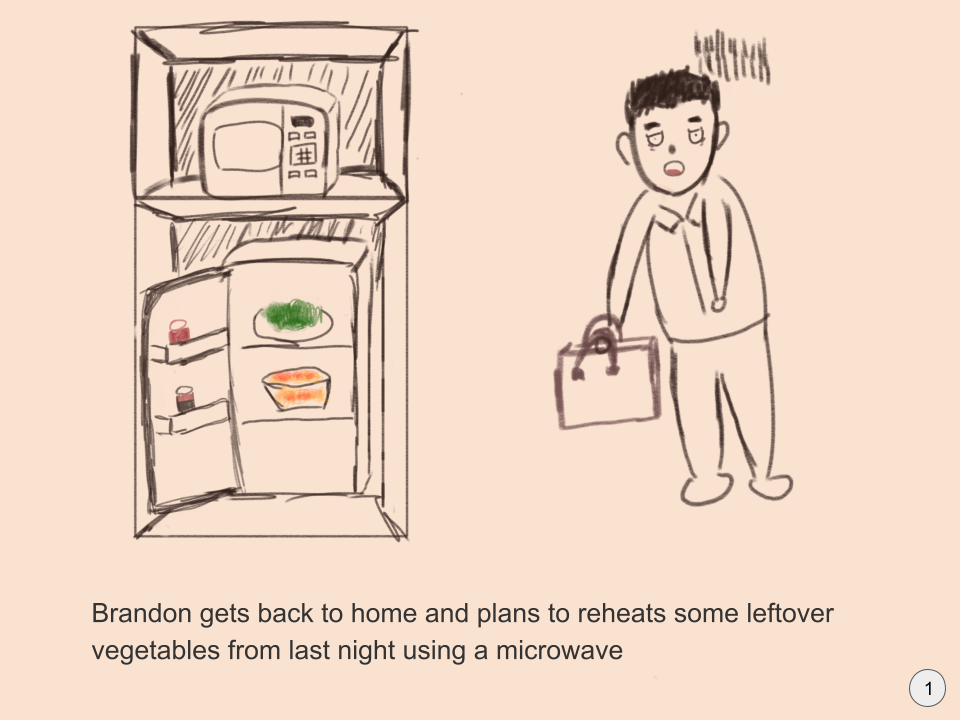 Brandon gets back to home and plans to reheats some leftover
vegetables from last night using a microwave
1